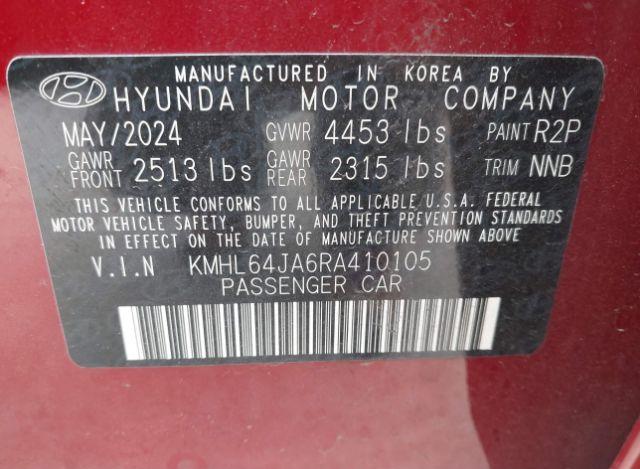 MANUFACTURED IN KOREA BY
HYUNDAI MOTOR COMPANY
MAY/2024 GVWR 4453 lbs PAINT R2P
GAWR FRONT 2513 lbs GAWR REAR 2315 lbs TRIM NNB
THIS VEHICLE CONFORMS TO ALL APPLICABLE U.S.A. FEDERAL
MOTOR VEHICLE SAFETY, BUMPER, AND THEFT PREVENTION STANDARDS
IN EFFECT ON THE DATE OF MANUFACTURE SHOWN ABOVE
V.I.N KMHL64JA6RA410105
PASSENGER CAR